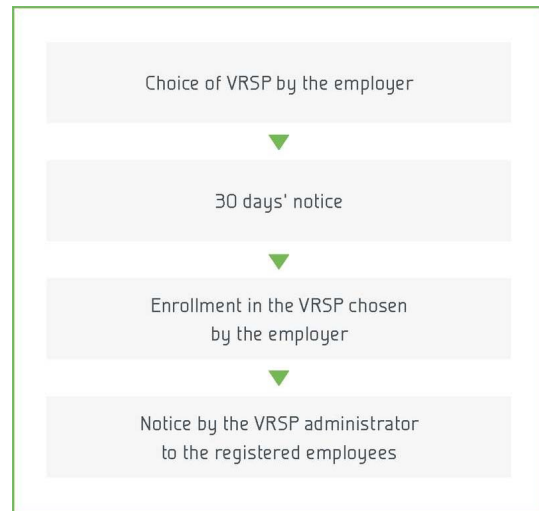 Choice of VRSP by the employer
30 days' notice
Enrollment in the VRSP chosen
by the employer
Notice by the VRSP administrator
to the registered employees